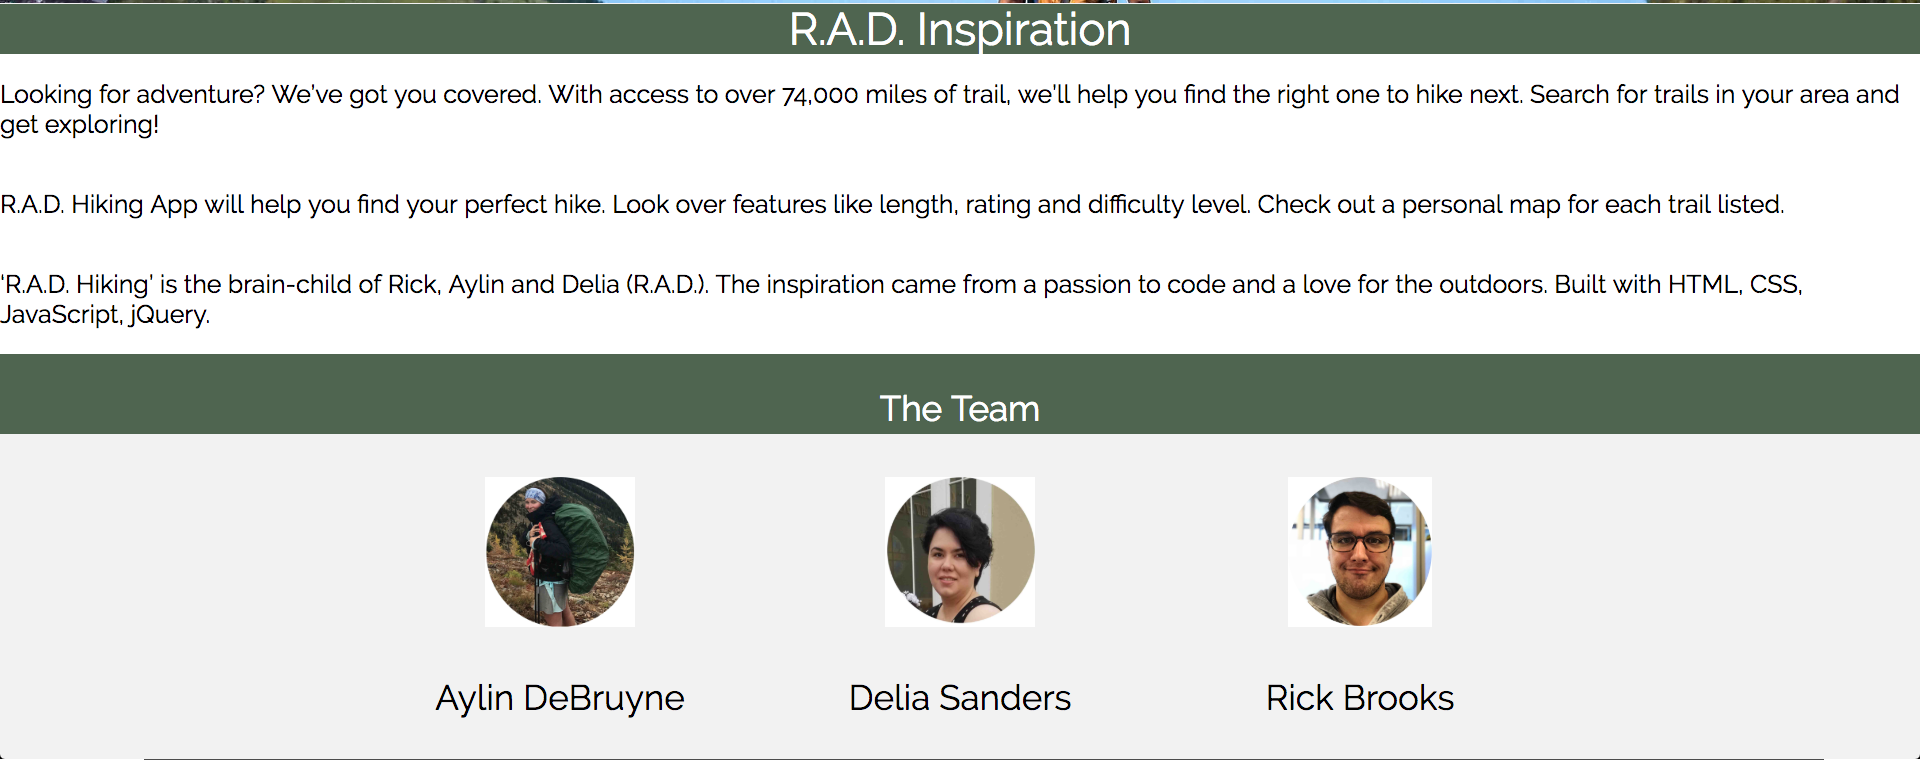 R.A.D. Inspiration
Looking for adventure? We’ve got you covered. With access to over 74,000 miles of trail, we’ll help you find the right one to hike next. Search for trails in your area and
get exploring!
R.A.D. Hiking App will help you find your perfect hike. Look over features like length, rating and difficulty level. Check out a personal map for each trail listed.
‘R.A.D. Hiking’ is the brain-child of Rick, Aylin and Delia (R.A.D.). The inspiration came from a passion to code and a love for the outdoors. Built with HTML, CSS,
JavaScript, jQuery.
The Team
Aylin DeBruyne
Delia Sanders
Rick Brooks